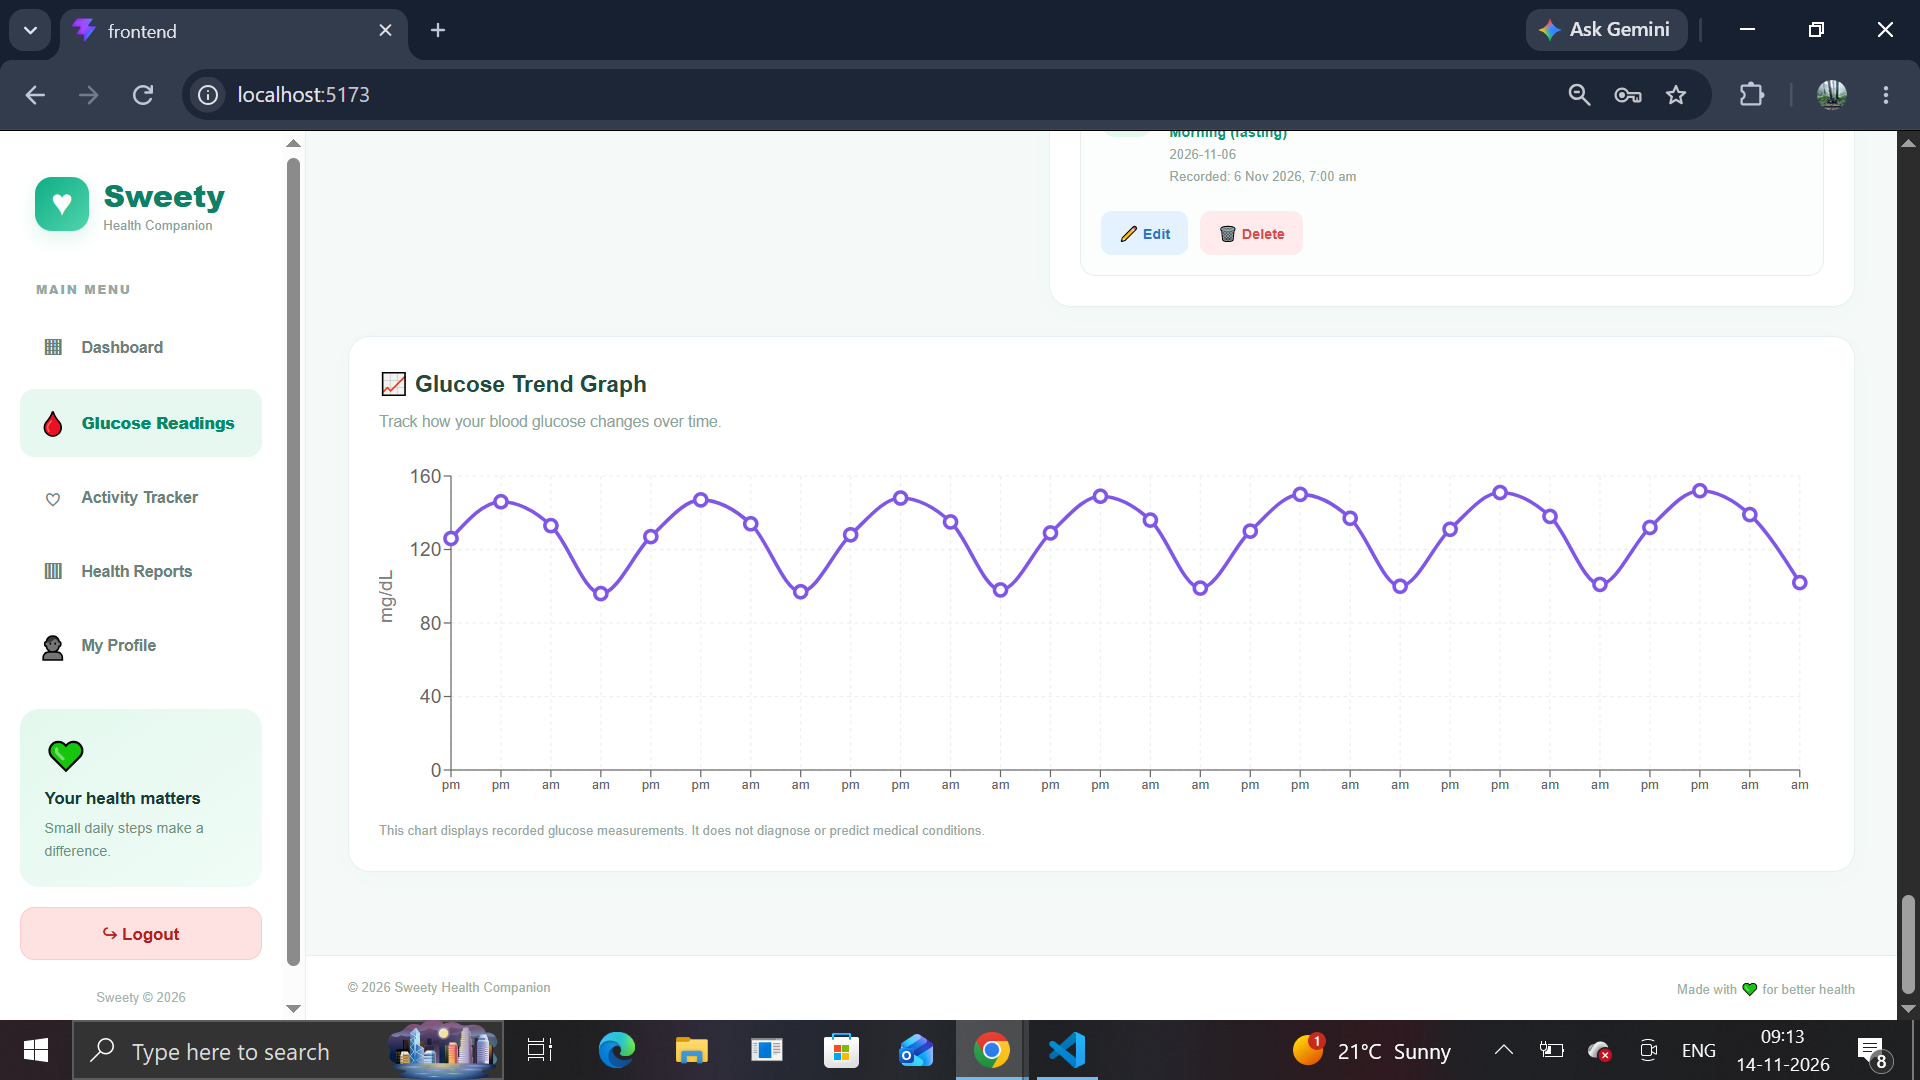 frontend
Ask Gemini
localhost:5173
Sweety
Health Companion
MAIN MENU
Dashboard
Glucose Readings
Activity Tracker
Health Reports
My Profile
Your health matters
Small daily steps make a
difference.
Logout
Sweety © 2026
Morning (fasting)
2026-11-06
Recorded: 6 Nov 2026, 7:00 am
Edit
Delete
Glucose Trend Graph
Track how your blood glucose changes over time.
160
120
80
40
0
mg/dL
pm pm am am pm pm am am pm pm am am pm pm am am pm pm am am pm pm am am pm pm am am
This chart displays recorded glucose measurements. It does not diagnose or predict medical conditions.
© 2026 Sweety Health Companion
Made with 💚 for better health
Type here to search
1
21°C Sunny
ENG
09:13
14-11-2026
8